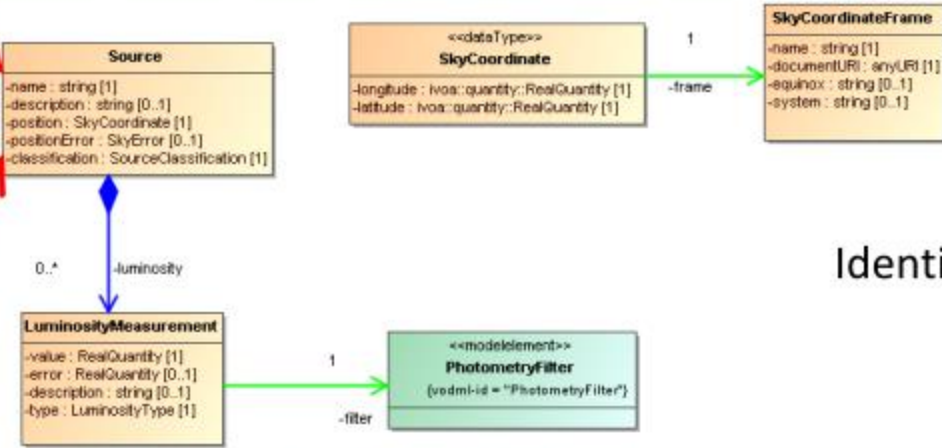 Source
-name : string [1]
-description : string [0..1]
-position : SkyCoordinate [1]
-positionError : SkyError [0..1]
-classification : SourceClassification [1]
<<dataType>>
SkyCoordinate
-longitude : ivoa::quantity::RealQuantity [1]
-latitude : ivoa::quantity::RealQuantity [1]
1
-frame
SkyCoordinateFrame
-name : string [1]
-documentURI : anyURI [1]
-equinox : string [0..1]
-system : string [0..1]
0..*
-luminosity
Identi
LuminosityMeasurement
-value : RealQuantity [1]
-error : RealQuantity [0..1]
-description : string [0..1]
-type : LuminosityType [1]
1
-filter
<<modelelement>>
PhotometryFilter
{vodml-id = "PhotometryFilter"}